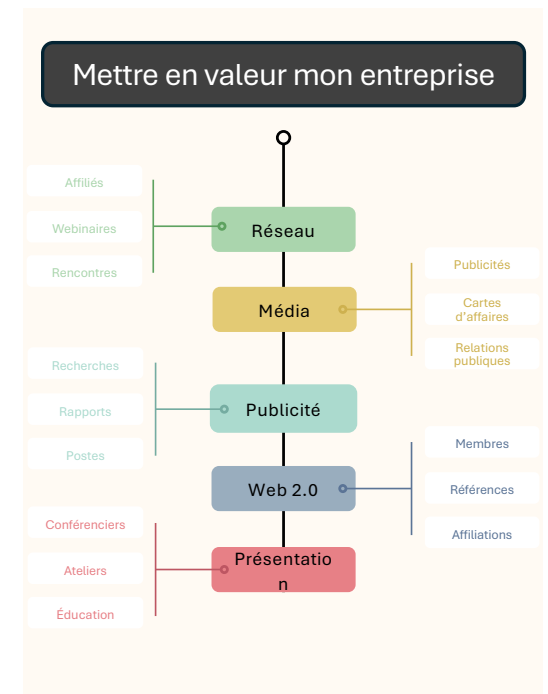 Mettre en valeur mon entreprise
Affiliés
Webinaires
Rencontres
Réseau
Publicités
Cartes
d'affaires
Relations
publiques
Média
Recherches
Rapports
Postes
Publicité
Membres
Références
Affiliations
Web 2.0
Conférenciers
Ateliers
Éducation
Présentatio
n